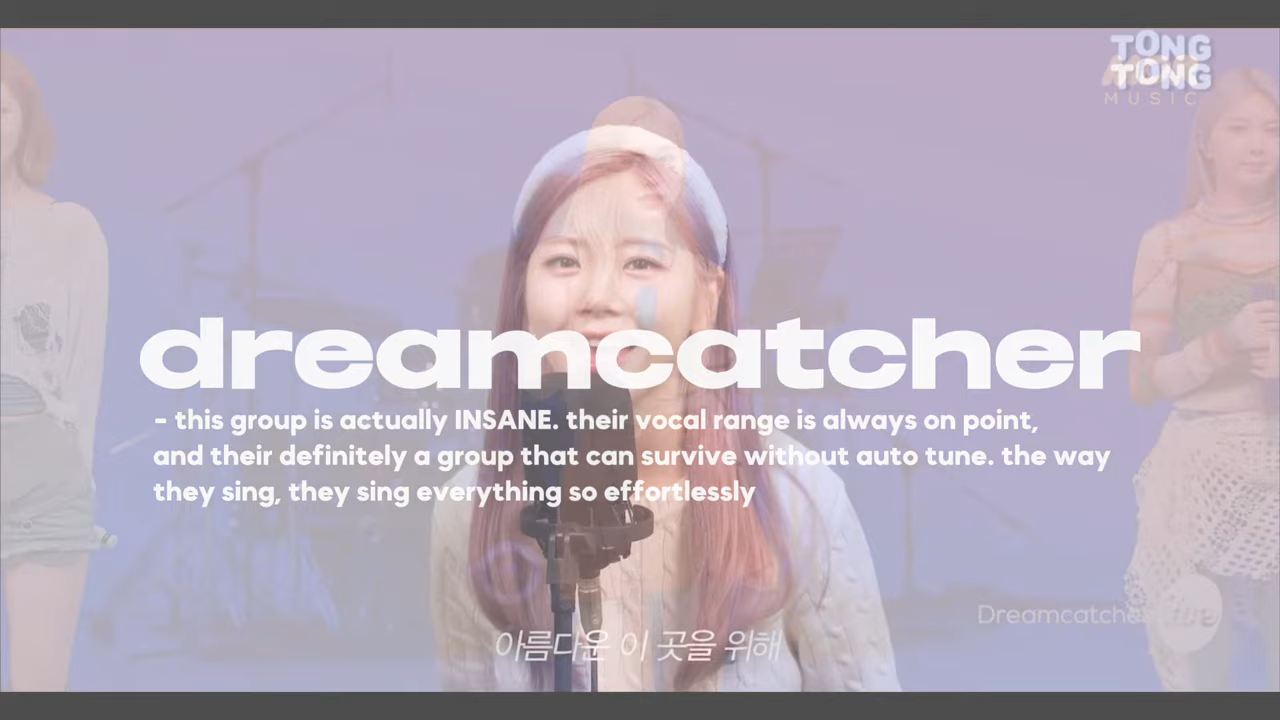 TONG
TONG
MUSIC
dreamcatcher
- this group is actually INSANE. their vocal range is always on point,
and their definitely a group that can survive without auto tune. the way
they sing, they sing everything so effortlessly
Dreamcatche
아름다운 이 곳을 위해